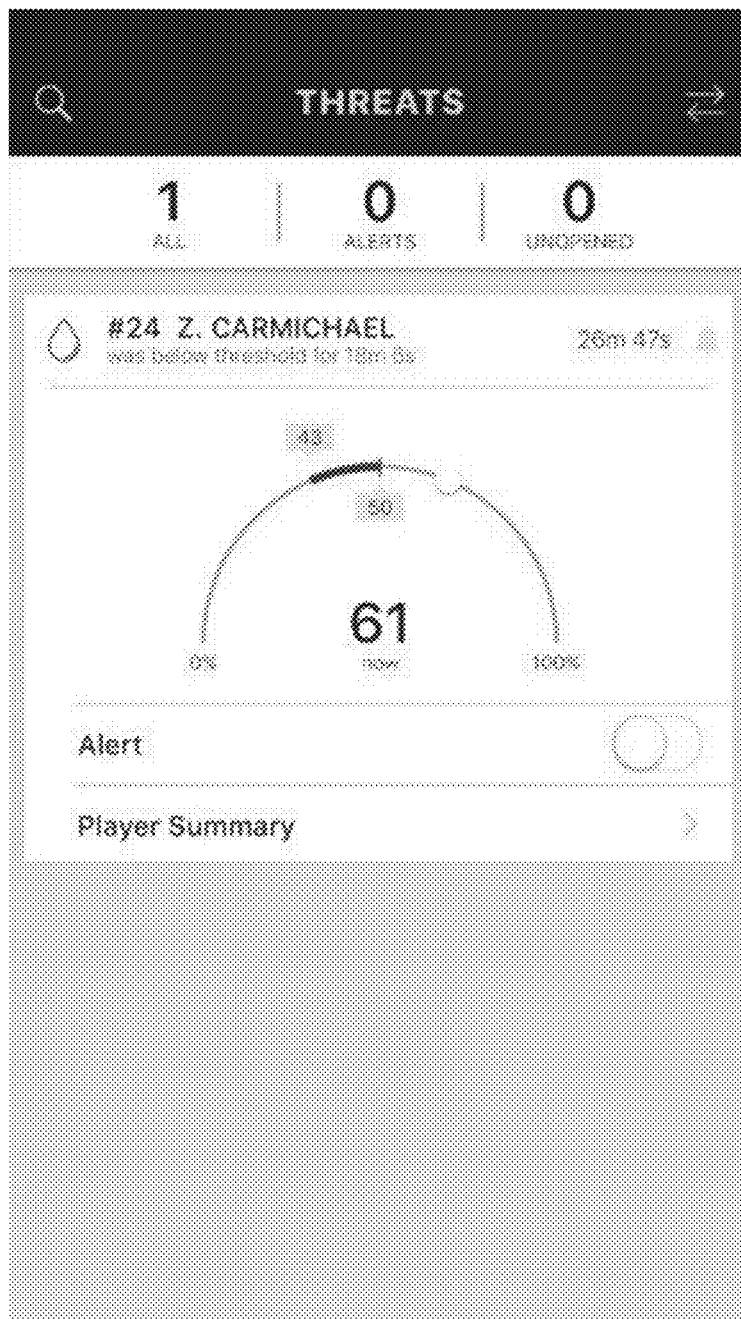 THREATS
1 0 0
ALL ALERTS UNOPENED
#24 Z. CARMICHAEL 26m 47s
was below threshold for 18m 6s
43
50
61
0% now 100%
Alert
Player Summary